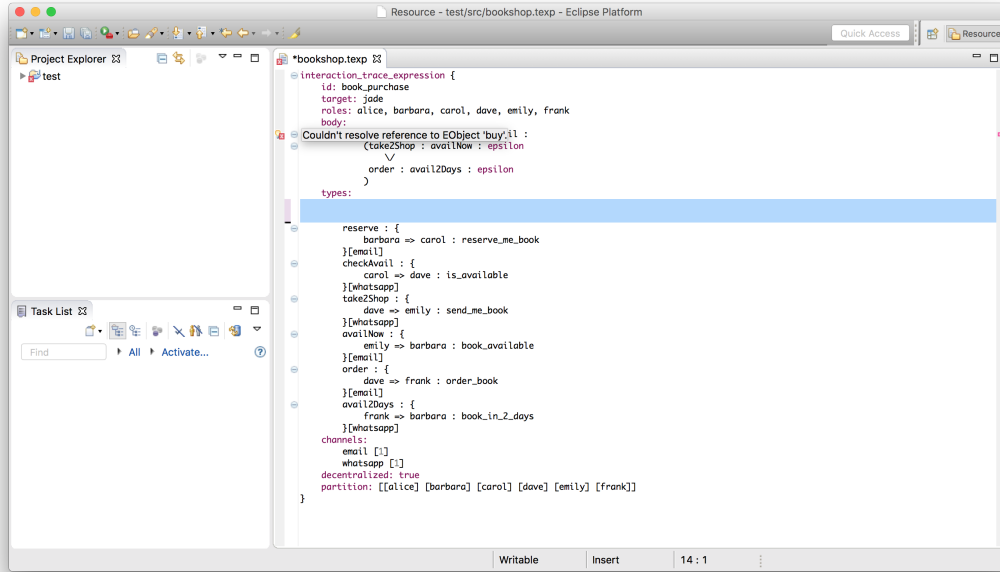 Resource - test/src/bookshop.texp - Eclipse Platform
Quick Access
Resource
Project Explorer
test
*bookshop.texp
interaction_trace_expression {
id: book_purchase
target: jade
roles: alice, barbara, carol, dave, emily, frank
body:
Couldn't resolve reference to EObject 'buy'.
il :
(take2Shop : availNow : epsilon
\/
order : avail2Days : epsilon
)
types:
reserve : {
barbara => carol : reserve_me_book
}[email]
checkAvail : {
carol => dave : is_available
}[whatsapp]
take2Shop : {
dave => emily : send_me_book
}[whatsapp]
availNow : {
emily => barbara : book_available
}[email]
order : {
dave => frank : order_book
}[email]
avail2Days : {
frank => barbara : book_in_2_days
}[whatsapp]
channels:
email [1]
whatsapp [1]
decentralized: true
partition: [[alice] [barbara] [carol] [dave] [emily] [frank]]
}
Task List
Find
All
Activate...
Writable
Insert
14 : 1